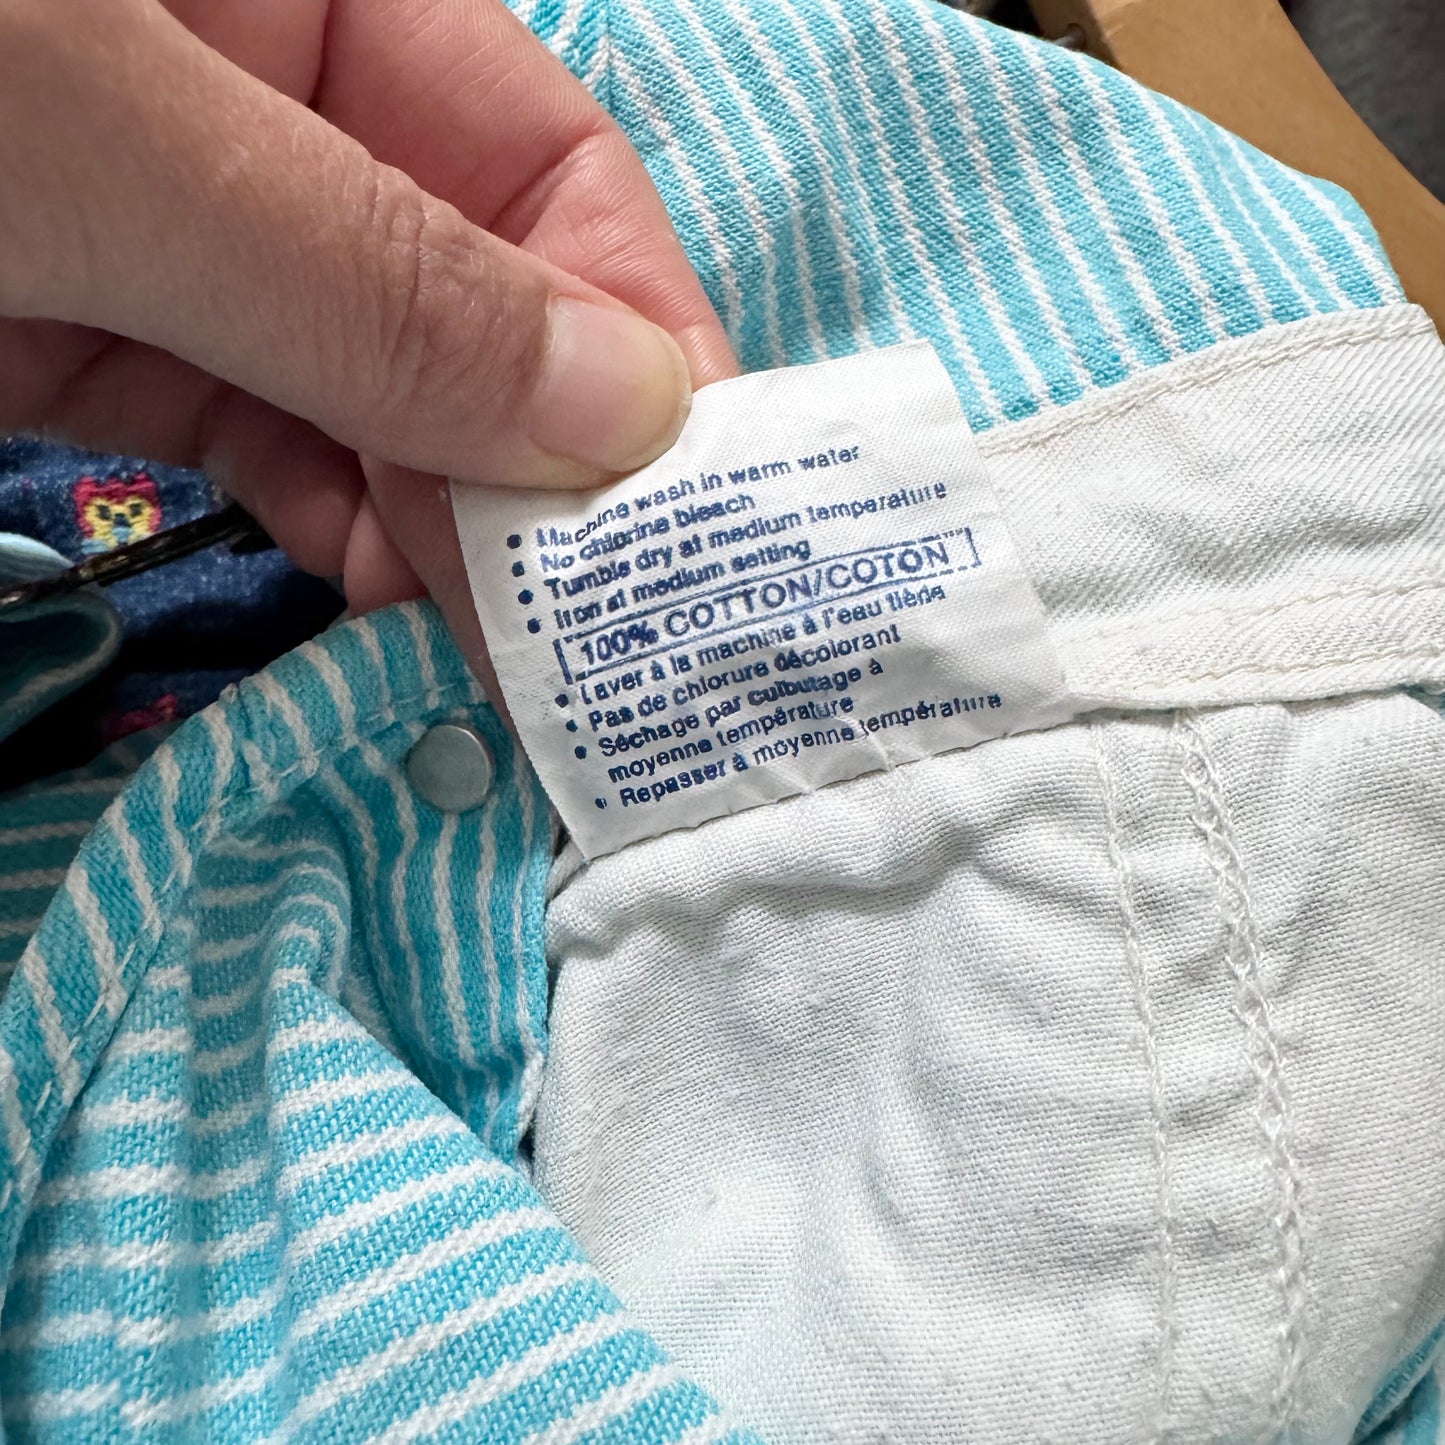 • Machine wash in warm water
• No chlorine bleach
• Tumble dry at medium temperature
• Iron at medium setting
100% COTTON/COTON
• Laver à la machine à l'eau tiède
• Pas de chlorure décolorant
• Séchage par culbutage à
moyenne température
• Repasser à moyenne température